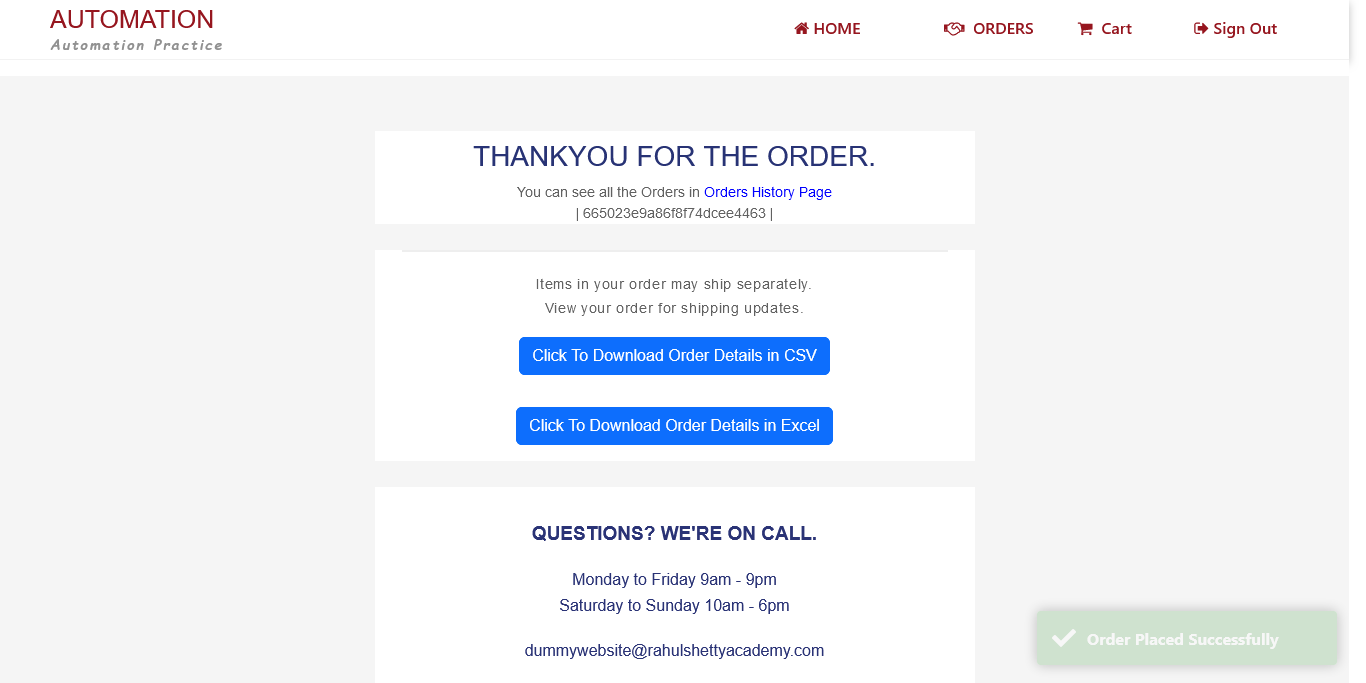 AUTOMATION
Automation Practice
HOME
ORDERS
Cart
Sign Out
THANKYOU FOR THE ORDER.
You can see all the Orders in Orders History Page
| 665023e9a86f8f74dcee4463 |
Items in your order may ship separately.
View your order for shipping updates.
Click To Download Order Details in CSV
Click To Download Order Details in Excel
QUESTIONS? WE'RE ON CALL.
Monday to Friday 9am - 9pm
Saturday to Sunday 10am - 6pm
dummywebsite@rahulshettyacademy.com
Order Placed Successfully